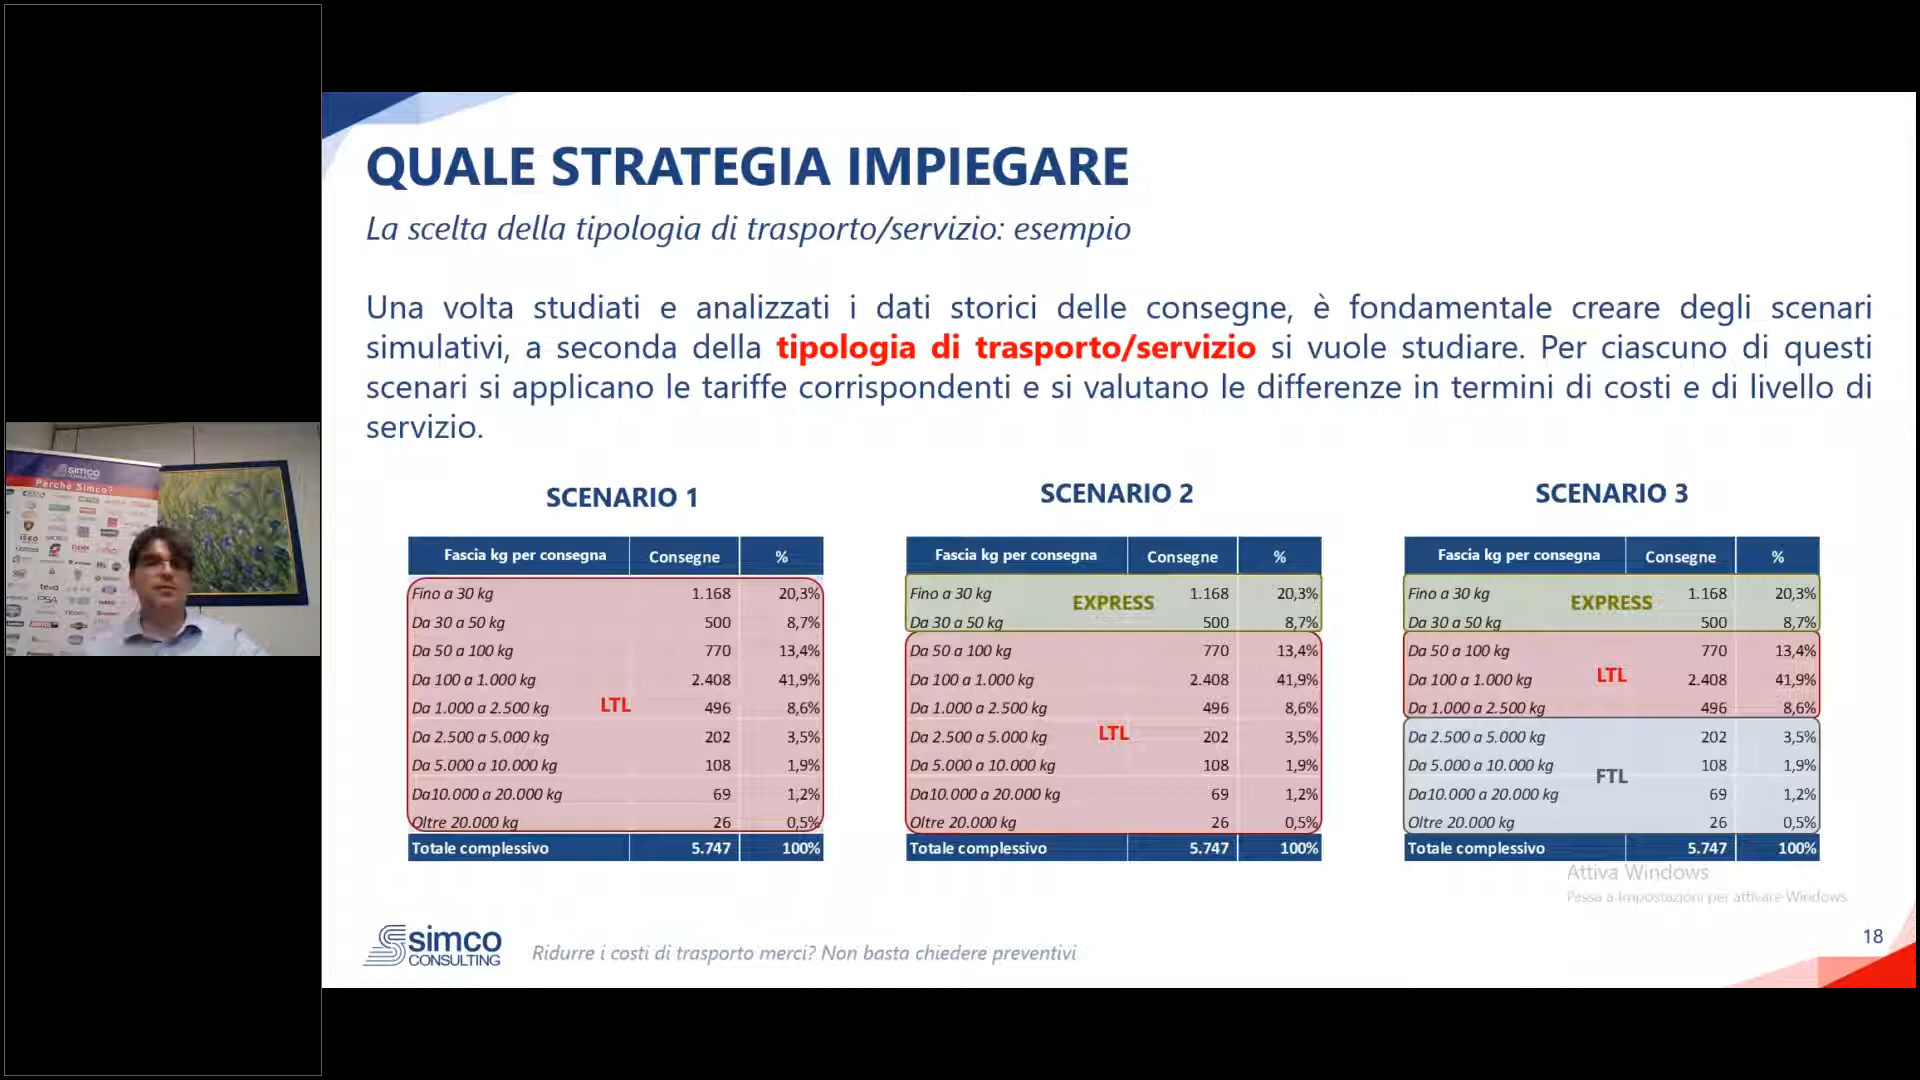 QUALE STRATEGIA IMPIEGARE
La scelta della tipologia di trasporto/servizio: esempio
Una volta studiati e analizzati i dati storici delle consegne, è fondamentale creare degli scenari
simulativi, a seconda della tipologia di trasporto/servizio si vuole studiare. Per ciascuno di questi
scenari si applicano le tariffe corrispondenti e si valutano le differenze in termini di costi e di livello di
servizio.
SCENARIO 1
Fascia kg per consegna Consegne %
Fino a 30 kg 1.168 20,3%
Da 30 a 50 kg 500 8,7%
Da 50 a 100 kg 770 13,4%
Da 100 a 1.000 kg 2.408 41,9%
Da 1.000 a 2.500 kg LTL 496 8,6%
Da 2.500 a 5.000 kg 202 3,5%
Da 5.000 a 10.000 kg 108 1,9%
Da10.000 a 20.000 kg 69 1,2%
Oltre 20.000 kg 26 0,5%
Totale complessivo 5.747 100%
SCENARIO 2
Fascia kg per consegna Consegne %
Fino a 30 kg EXPRESS 1.168 20,3%
Da 30 a 50 kg 500 8,7%
Da 50 a 100 kg 770 13,4%
Da 100 a 1.000 kg 2.408 41,9%
Da 1.000 a 2.500 kg 496 8,6%
Da 2.500 a 5.000 kg LTL 202 3,5%
Da 5.000 a 10.000 kg 108 1,9%
Da10.000 a 20.000 kg 69 1,2%
Oltre 20.000 kg 26 0,5%
Totale complessivo 5.747 100%
SCENARIO 3
Fascia kg per consegna Consegne %
Fino a 30 kg EXPRESS 1.168 20,3%
Da 30 a 50 kg 500 8,7%
Da 50 a 100 kg 770 13,4%
Da 100 a 1.000 kg LTL 2.408 41,9%
Da 1.000 a 2.500 kg 496 8,6%
Da 2.500 a 5.000 kg 202 3,5%
Da 5.000 a 10.000 kg FTL 108 1,9%
Da10.000 a 20.000 kg 69 1,2%
Oltre 20.000 kg 26 0,5%
Totale complessivo 5.747 100%
Attiva Windows
Passa a Impostazioni per attivare Windows.
simco
CONSULTING
Ridurre i costi di trasporto merci? Non basta chiedere preventivi
18
simco
Perchè Simco?
ISEO
teva